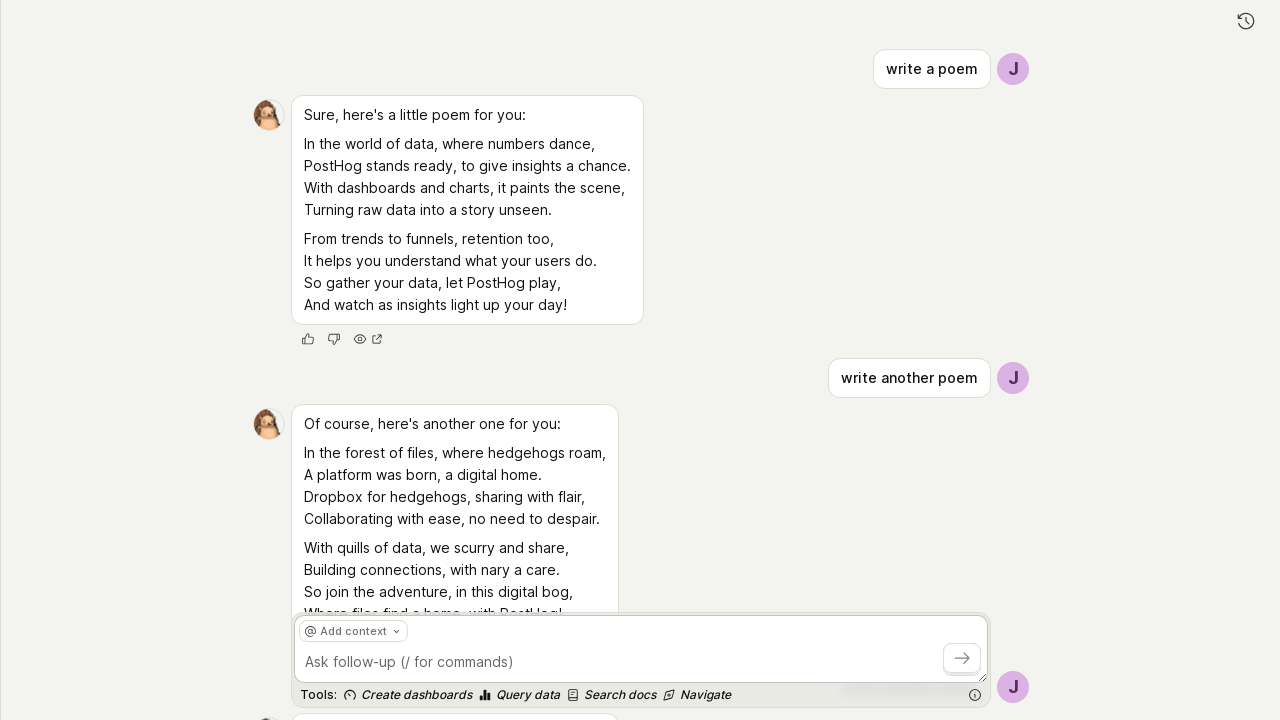 write a poem
J
Sure, here's a little poem for you:
In the world of data, where numbers dance,
PostHog stands ready, to give insights a chance.
With dashboards and charts, it paints the scene,
Turning raw data into a story unseen.
From trends to funnels, retention too,
It helps you understand what your users do.
So gather your data, let PostHog play,
And watch as insights light up your day!
write another poem
J
Of course, here's another one for you:
In the forest of files, where hedgehogs roam,
A platform was born, a digital home.
Dropbox for hedgehogs, sharing with flair,
Collaborating with ease, no need to despair.
With quills of data, we scurry and share,
Building connections, with nary a care.
So join the adventure, in this digital bog,
Where files find a home, with PostHog!
@ Add context
Ask follow-up (/ for commands)
Tools: Create dashboards Query data Search docs Navigate
J